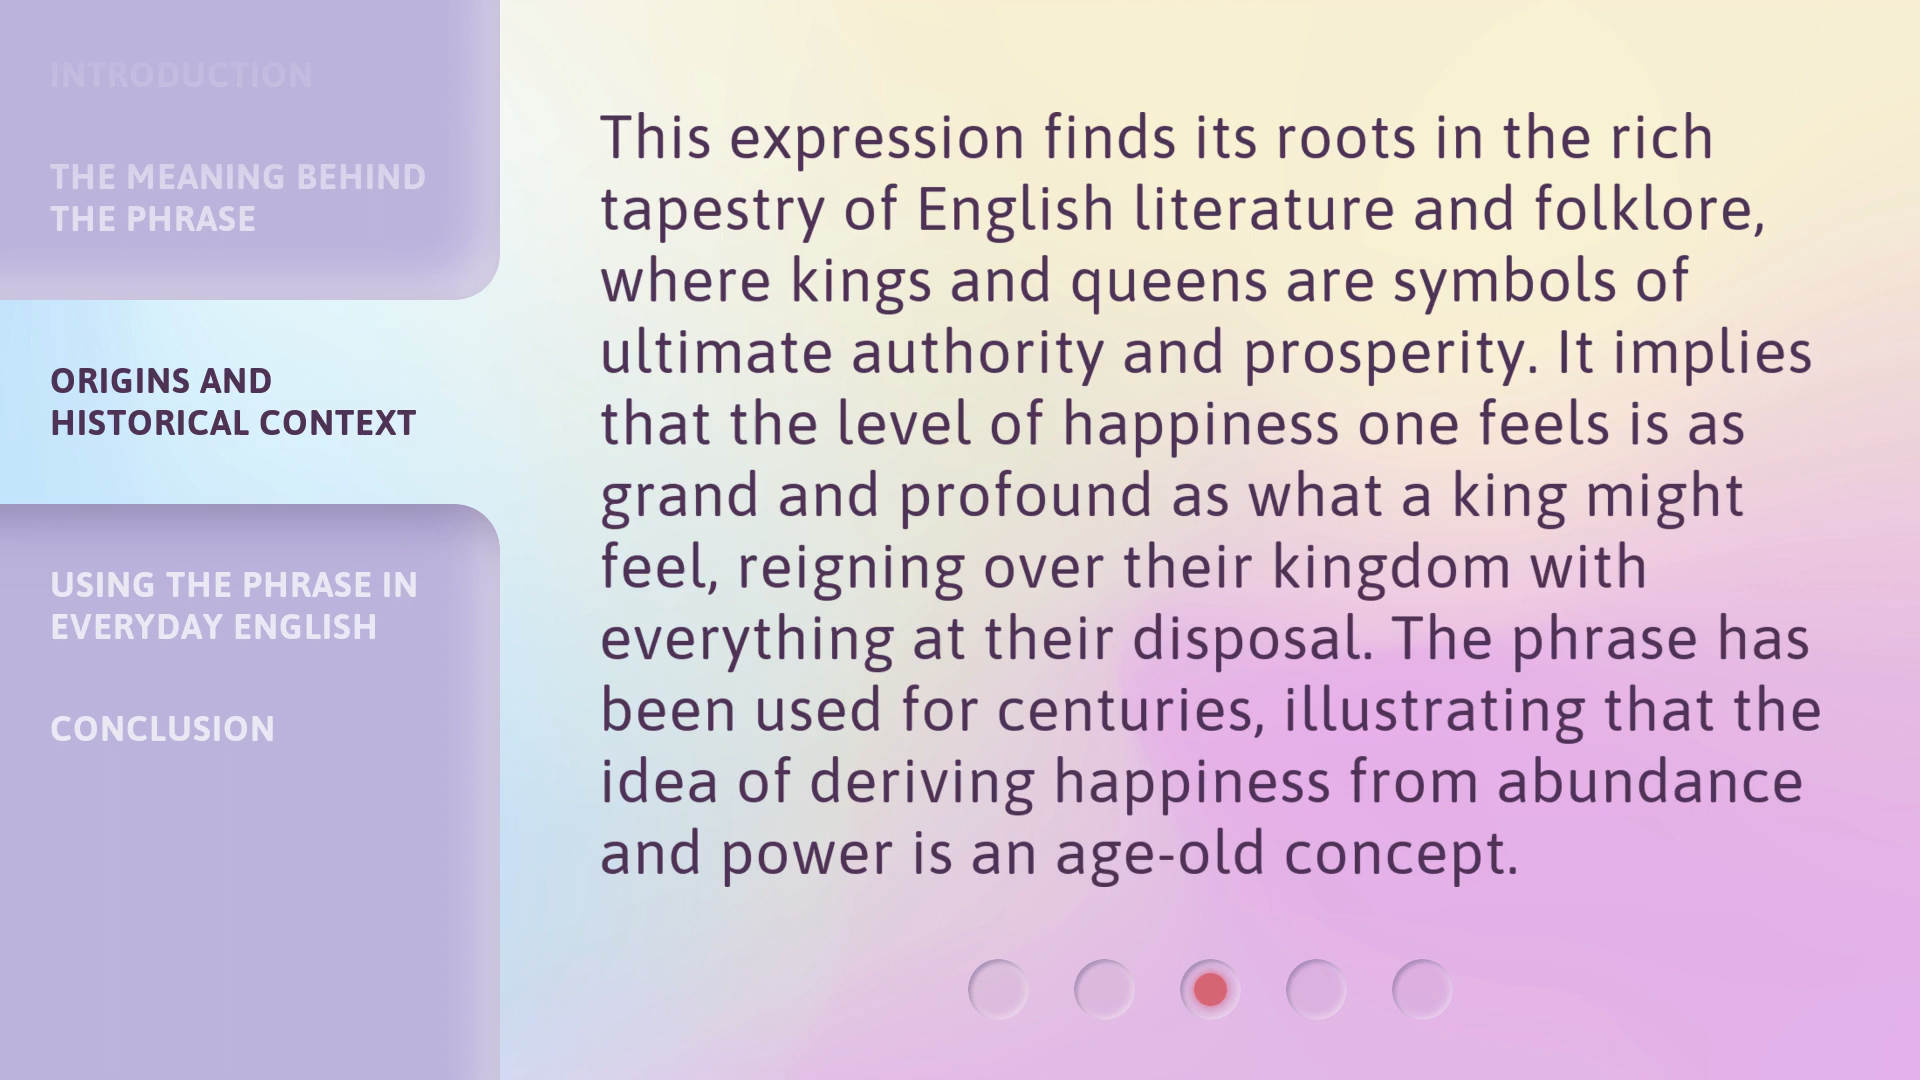 INTRODUCTION
THE MEANING BEHIND
THE PHRASE
ORIGINS AND
HISTORICAL CONTEXT
USING THE PHRASE IN
EVERYDAY ENGLISH
CONCLUSION
This expression finds its roots in the rich
tapestry of English literature and folklore,
where kings and queens are symbols of
ultimate authority and prosperity. It implies
that the level of happiness one feels is as
grand and profound as what a king might
feel, reigning over their kingdom with
everything at their disposal. The phrase has
been used for centuries, illustrating that the
idea of deriving happiness from abundance
and power is an age-old concept.